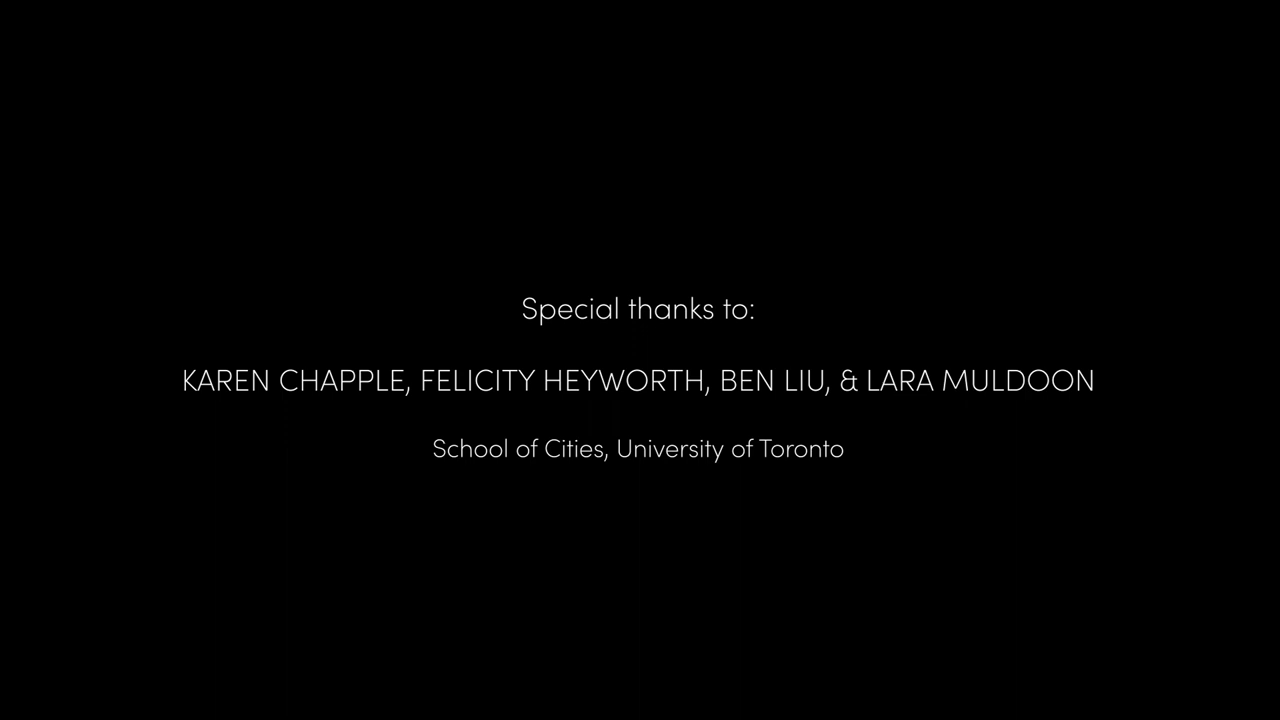 Special thanks to:
KAREN CHAPPLE, FELICITY HEYWORTH, BEN LIU, & LARA MULDOON
School of Cities, University of Toronto